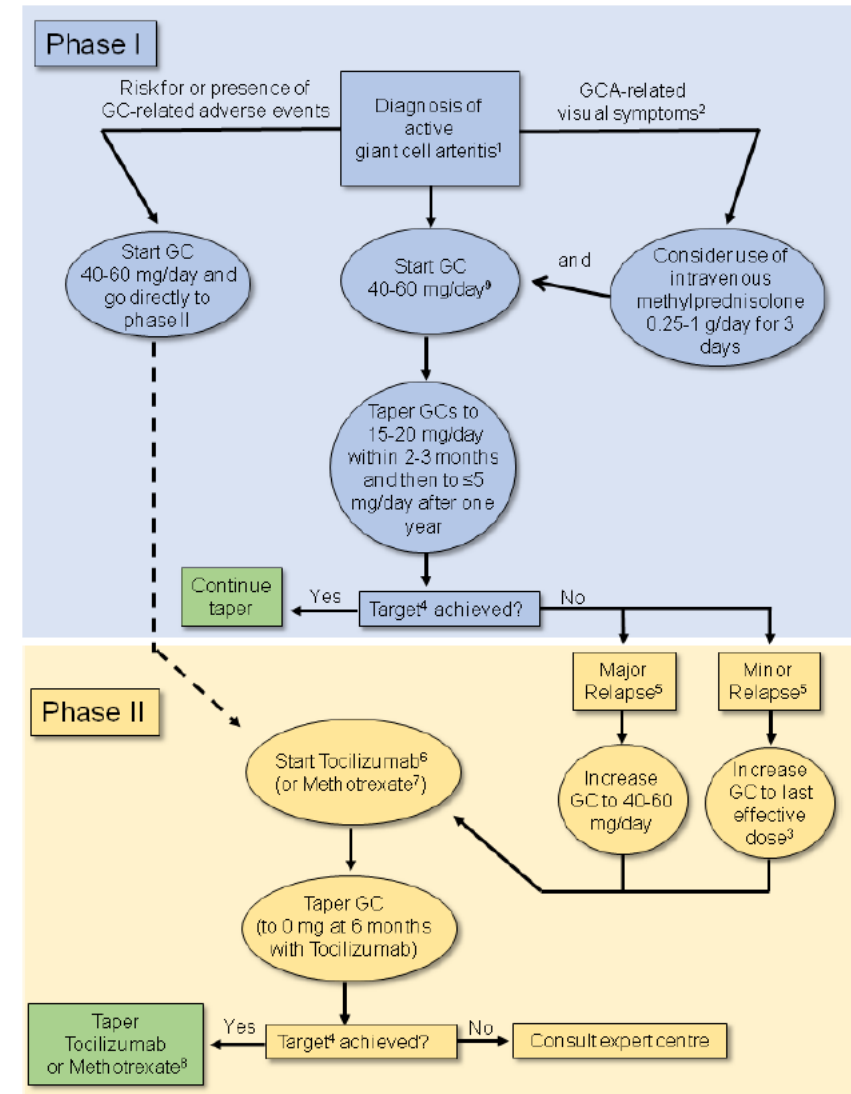 Phase I
Risk for or presence of
GC-related adverse events
Diagnosis of
active
giant cell arteritis¹
GCA-related
visual symptoms²
Start GC
40-60 mg/day and
go directly to
phase II
Start GC
40-60 mg/day⁹
and
Consider use of
intravenous
methylprednisolone
0.25-1 g/day for 3
days
Taper GCs to
15-20 mg/day
within 2-3 months
and then to ≤5
mg/day after one
year
Continue
taper
Yes
Target⁴ achieved?
No
Phase II
Major
Relapse⁵
Minor
Relapse⁵
Start Tocilizumab⁶
(or Methotrexate⁷)
Increase
GC to 40-60
mg/day
Increase
GC to last
effective
dose³
Taper GC
(to 0 mg at 6 months
with Tocilizumab)
Taper
Tocilizumab
or Methotrexate⁸
Yes
Target⁴ achieved?
No
Consult expert centre